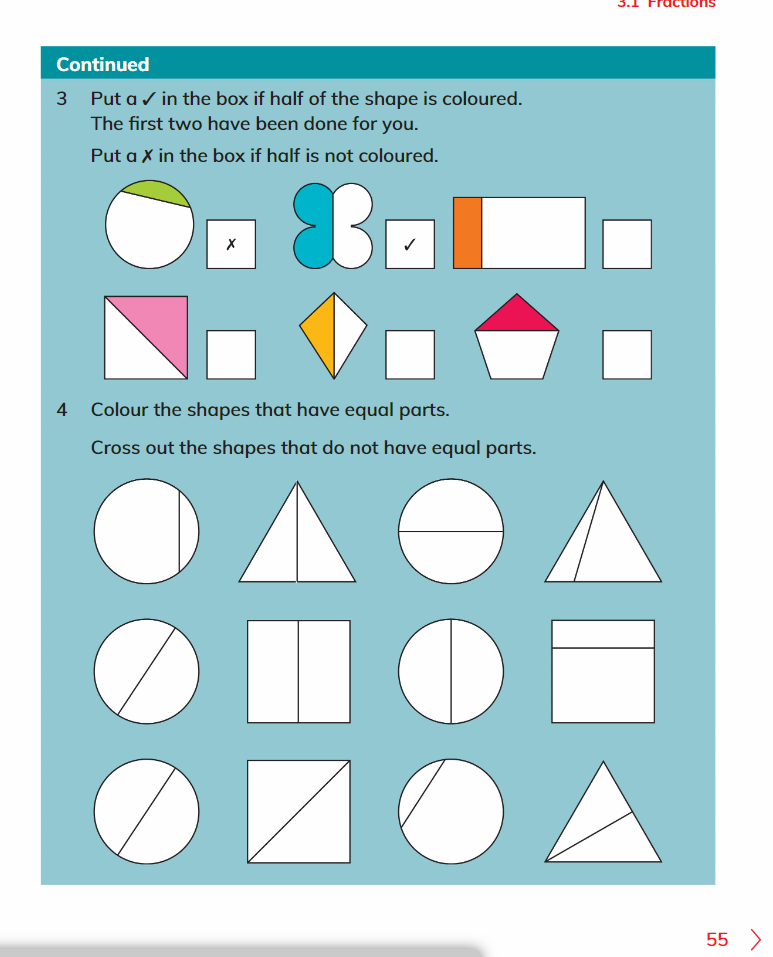 3.1 Fractions
Continued
3 Put a ✓ in the box if half of the shape is coloured.
The first two have been done for you.
Put a ✗ in the box if half is not coloured.
✗ ✓
4 Colour the shapes that have equal parts.
Cross out the shapes that do not have equal parts.
55